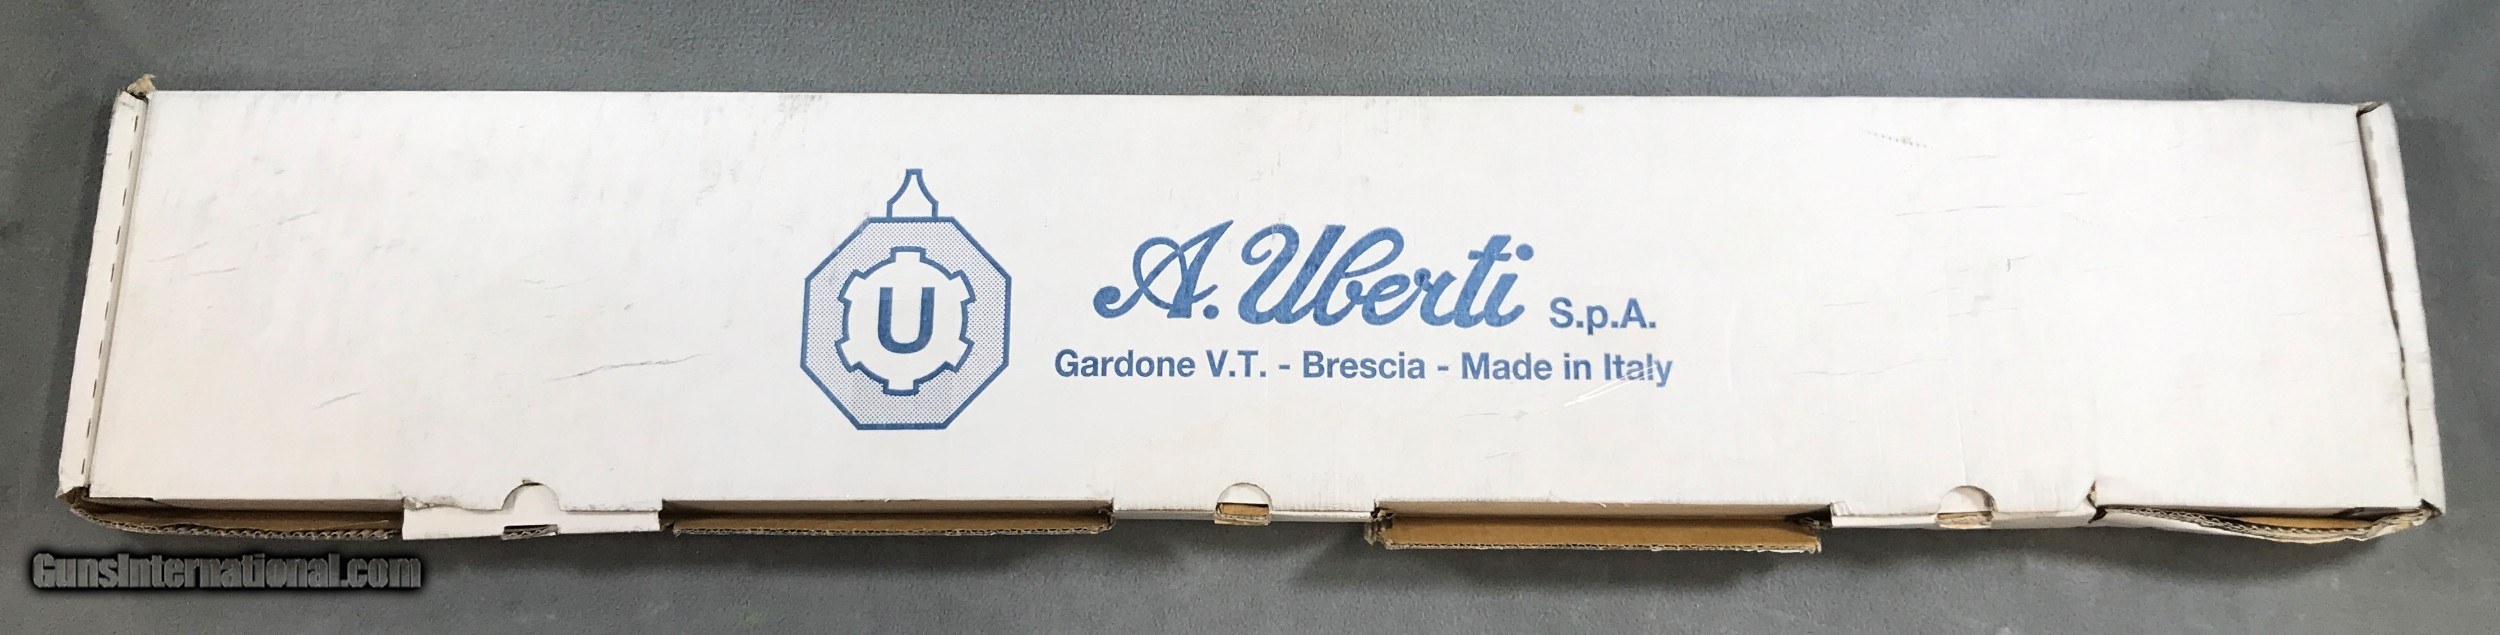 U
A. Uberti S.p.A.
Gardone V.T. - Brescia - Made in Italy
GunsInternational.com